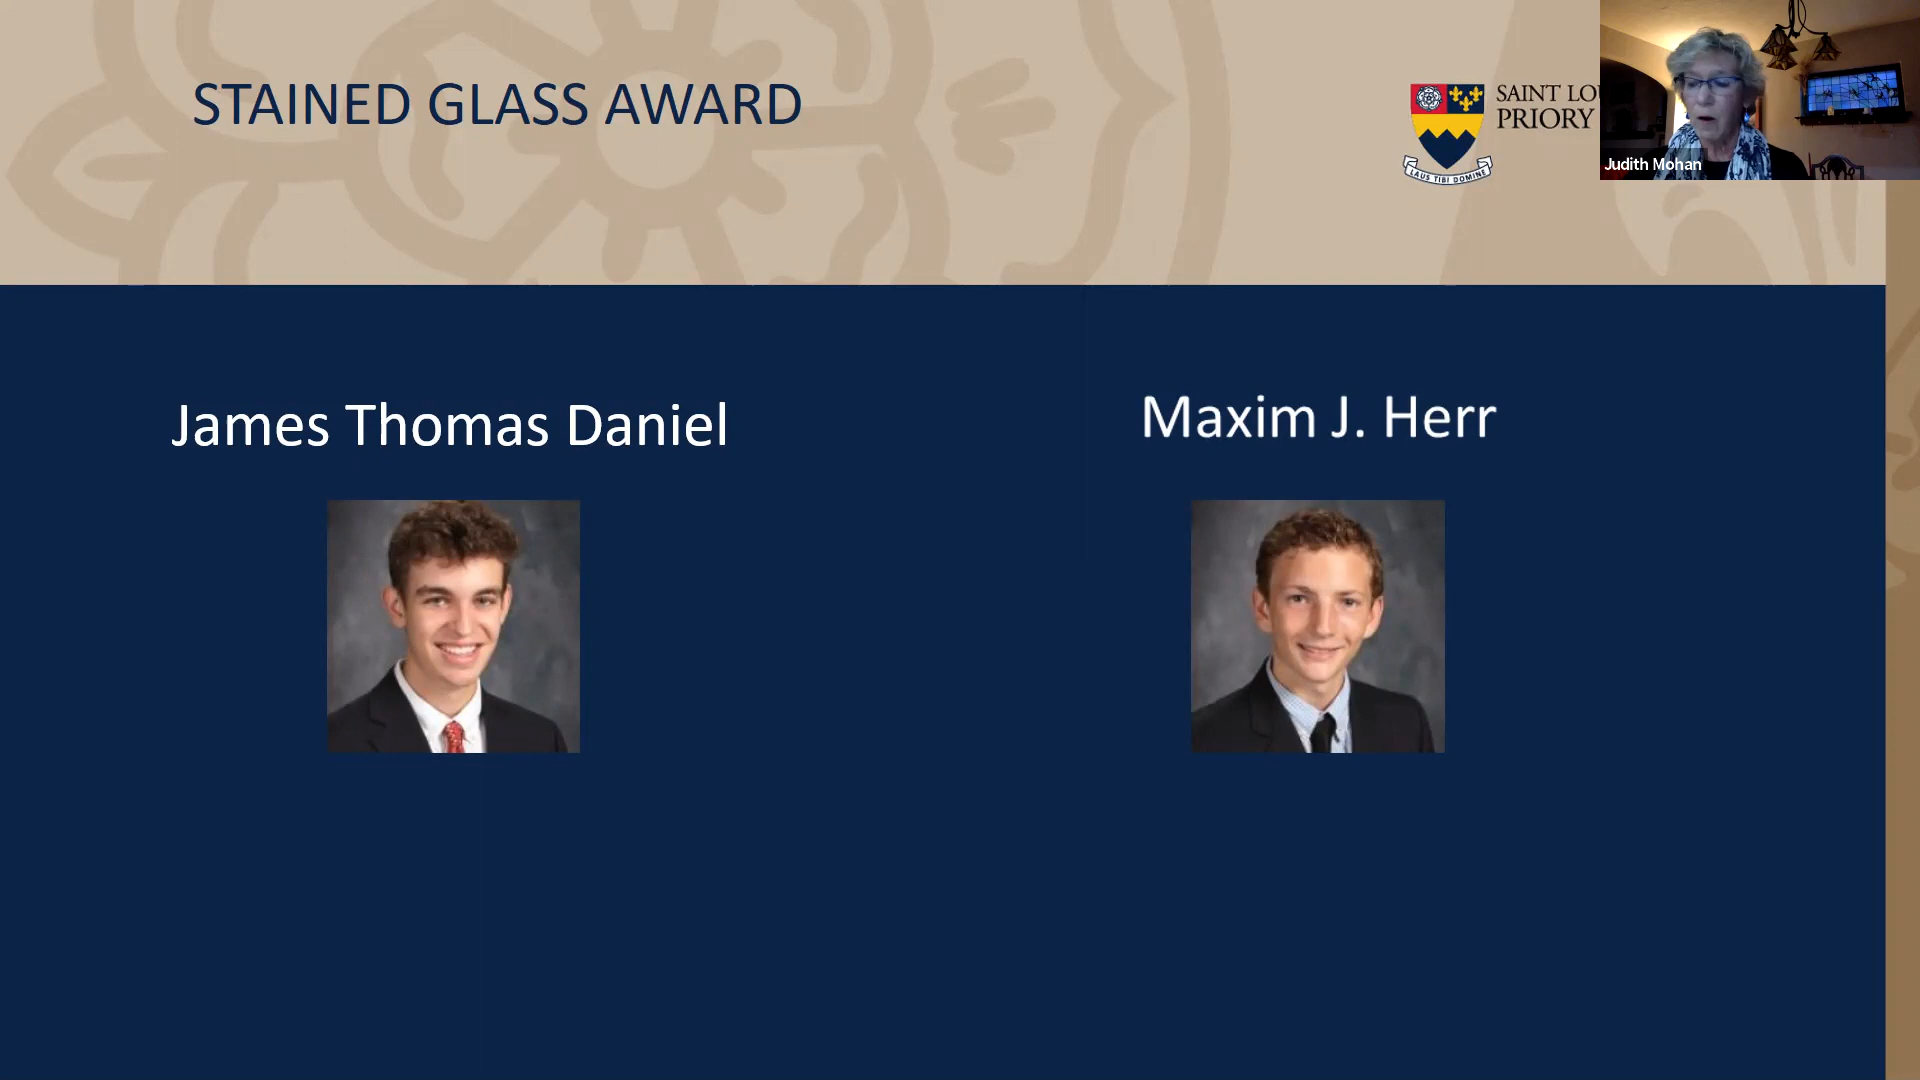 STAINED GLASS AWARD
SAINT LO
PRIORY
LAUS TIBI DOMINE
Judith Mohan
James Thomas Daniel
Maxim J. Herr